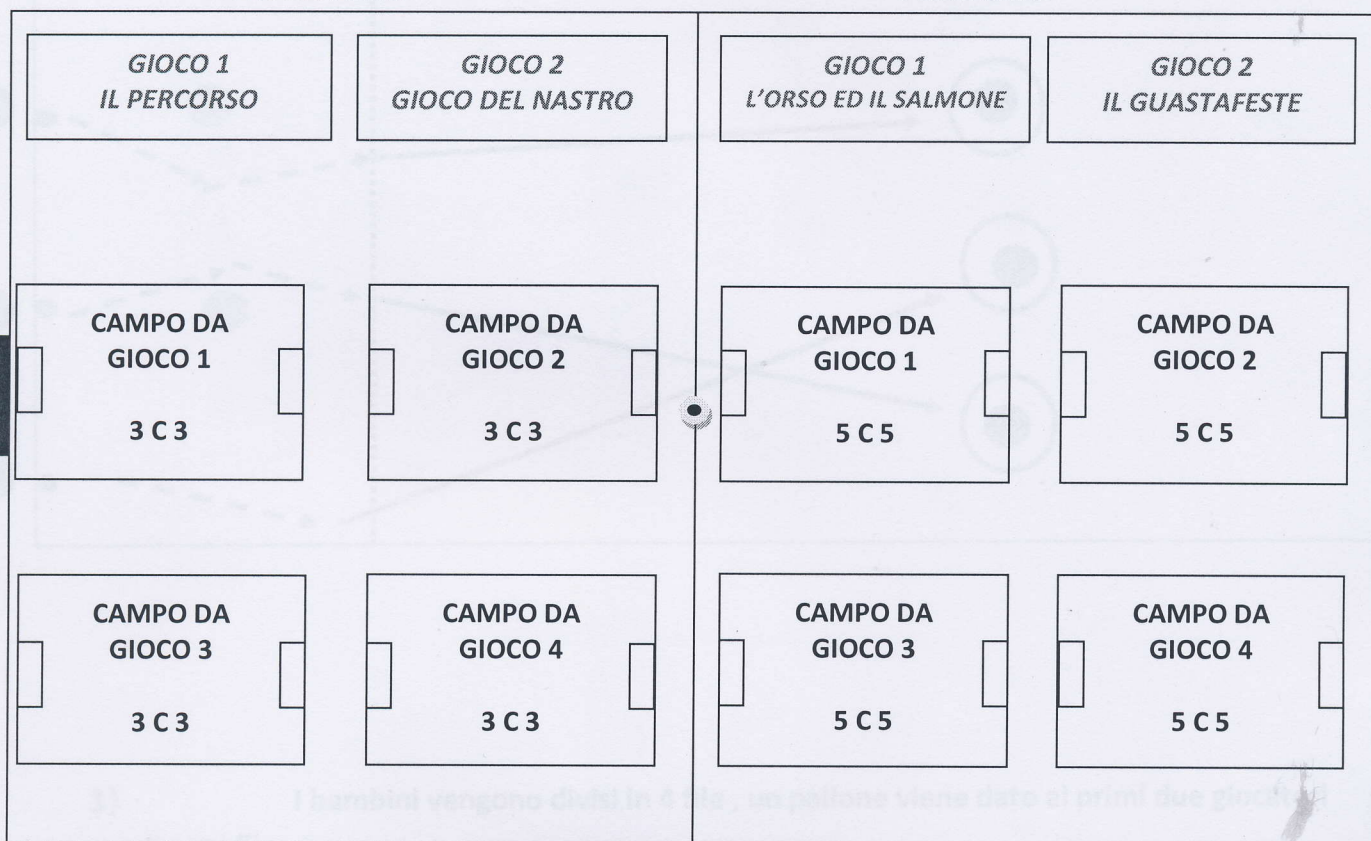 GIOCO 1
IL PERCORSO
GIOCO 2
GIOCO DEL NASTRO
GIOCO 1
L'ORSO ED IL SALMONE
GIOCO 2
IL GUASTAFESTE
CAMPO DA
GIOCO 1
3 C 3
CAMPO DA
GIOCO 2
3 C 3
CAMPO DA
GIOCO 1
5 C 5
CAMPO DA
GIOCO 2
5 C 5
CAMPO DA
GIOCO 3
3 C 3
CAMPO DA
GIOCO 4
3 C 3
CAMPO DA
GIOCO 3
5 C 5
CAMPO DA
GIOCO 4
5 C 5
I bambini vengono divisi in 4 file , un pallone viene dato ai primi due